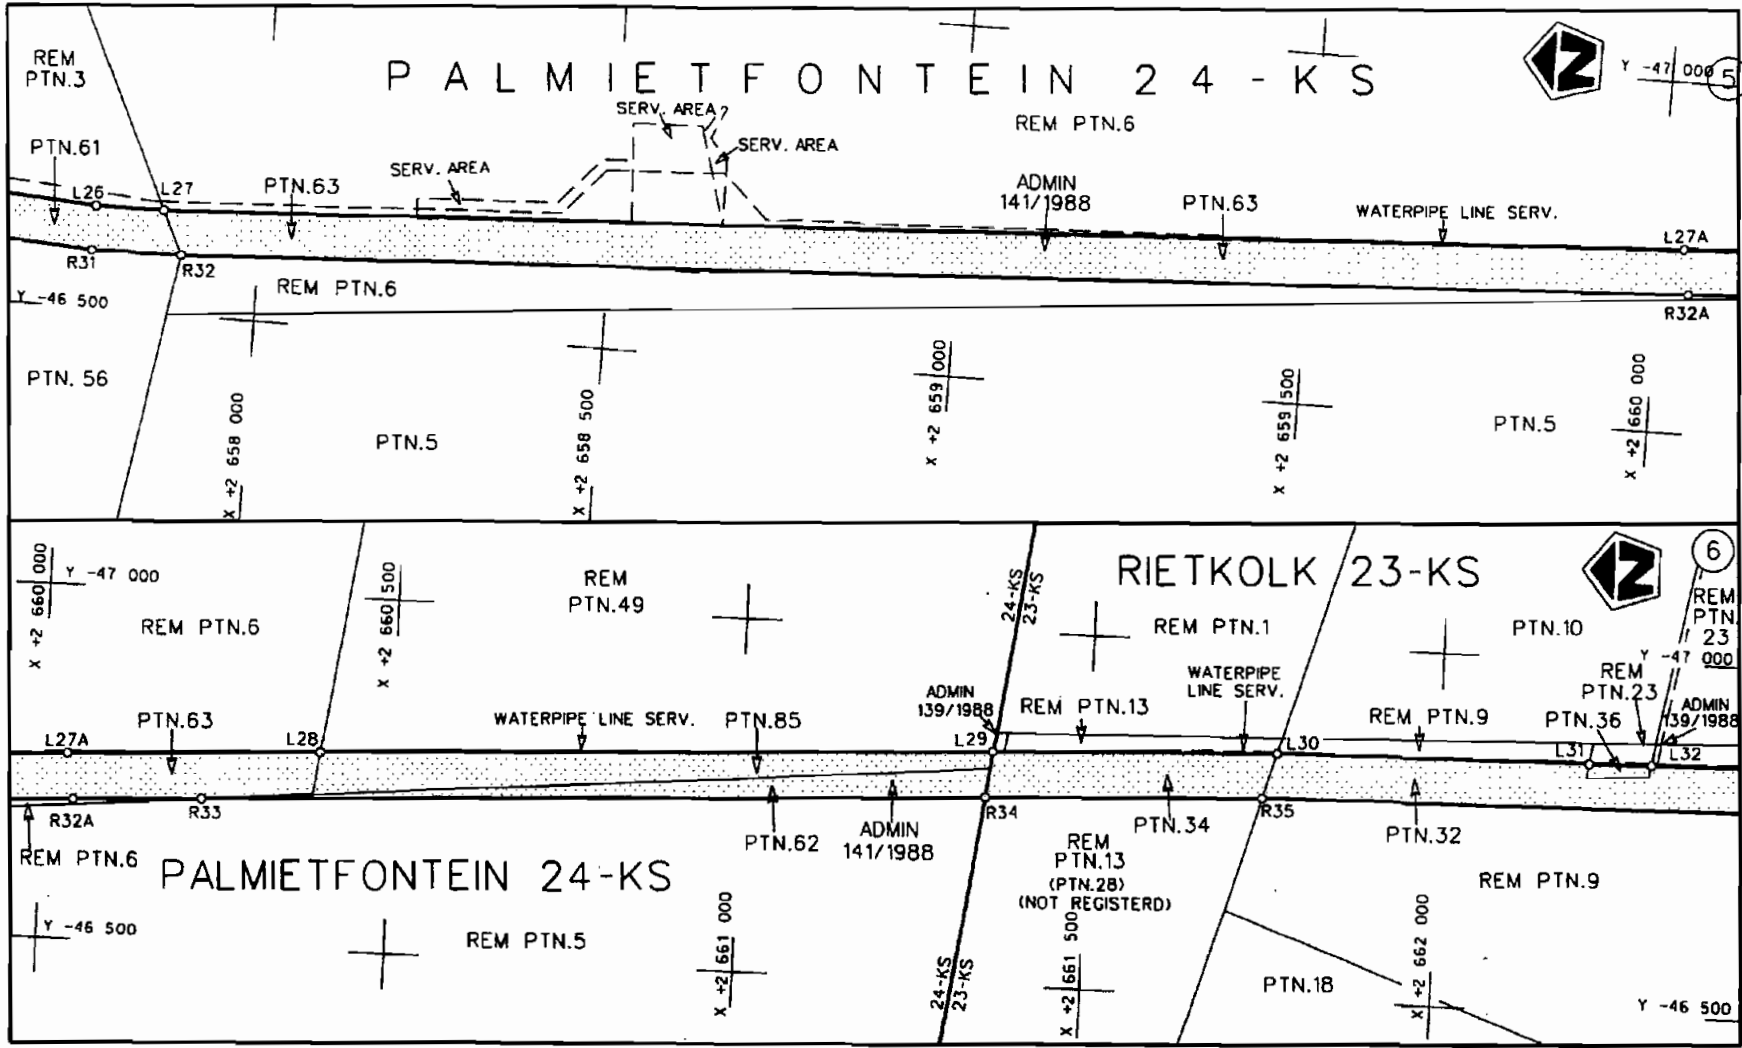 REM
PTN.3
PALMIETFONTEIN 24-KS
Z
Y -47 000
5
SERV. AREA ?
REM PTN.6
PTN.61
SERV. AREA
SERV. AREA
L26
L27
PTN.63
ADMIN
141/1988
PTN.63
WATERPIPE LINE SERV.
L27A
R31
R32
REM PTN.6
Y -46 500
R32A
PTN. 56
PTN.5
PTN.5
X +2 658 000
X +2 658 500
X +2 659 000
X +2 659 500
X +2 660 000
X +2 660 000
Y -47 000
REM PTN.6
X +2 660 500
REM
PTN.49
24-KS
23-KS
RIETKOLK 23-KS
Z
6
REM PTN.1
PTN.10
REM
PTN.
23
Y -47 000
WATERPIPE
LINE SERV.
REM
PTN.23
ADMIN
139/1988
REM PTN.13
ADMIN
139/1988
L27A
PTN.63
L28
WATERPIPE LINE SERV.
PTN.85
L29
L30
REM PTN.9
PTN.36
L31
L32
R32A
R33
R34
R35
REM PTN.6
PTN.62
ADMIN
141/1988
PTN.34
PTN.32
PALMIETFONTEIN 24-KS
REM
PTN.13
(PTN.28)
(NOT REGISTERD)
REM PTN.9
Y -46 500
REM PTN.5
X +2 661 000
24-KS
23-KS
X +2 661 500
PTN.18
X +2 662 000
Y -46 500